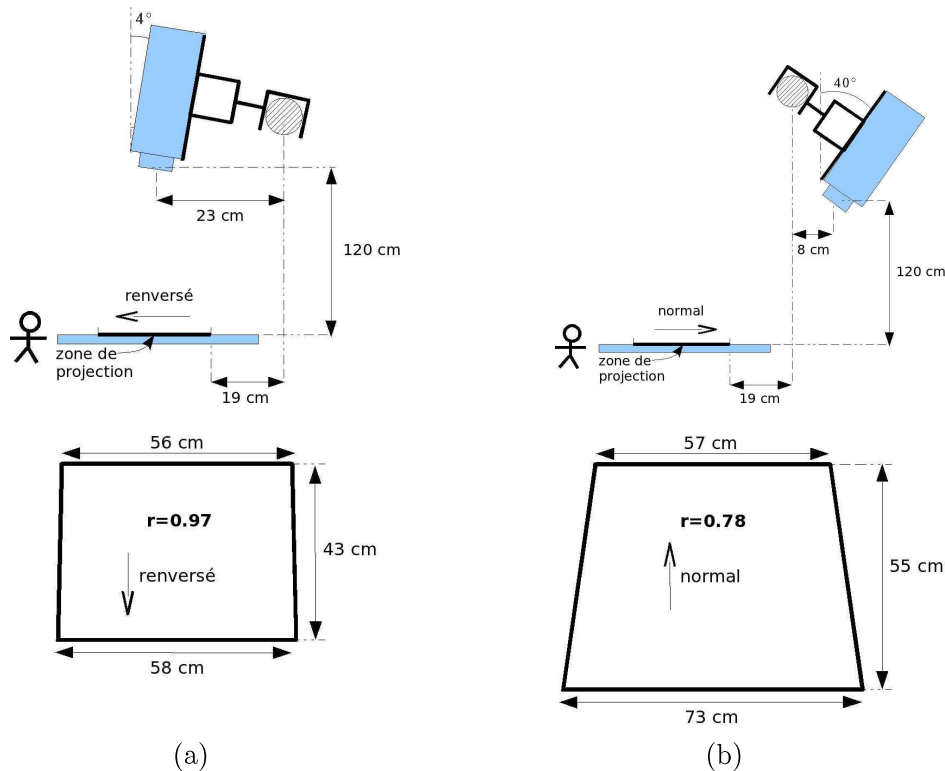 4°
23 cm
120 cm
renversé
zone de
projection
19 cm
56 cm
r=0.97
renversé
43 cm
58 cm
(a)
40°
8 cm
120 cm
normal
zone de
projection
19 cm
57 cm
r=0.78
normal
55 cm
73 cm
(b)